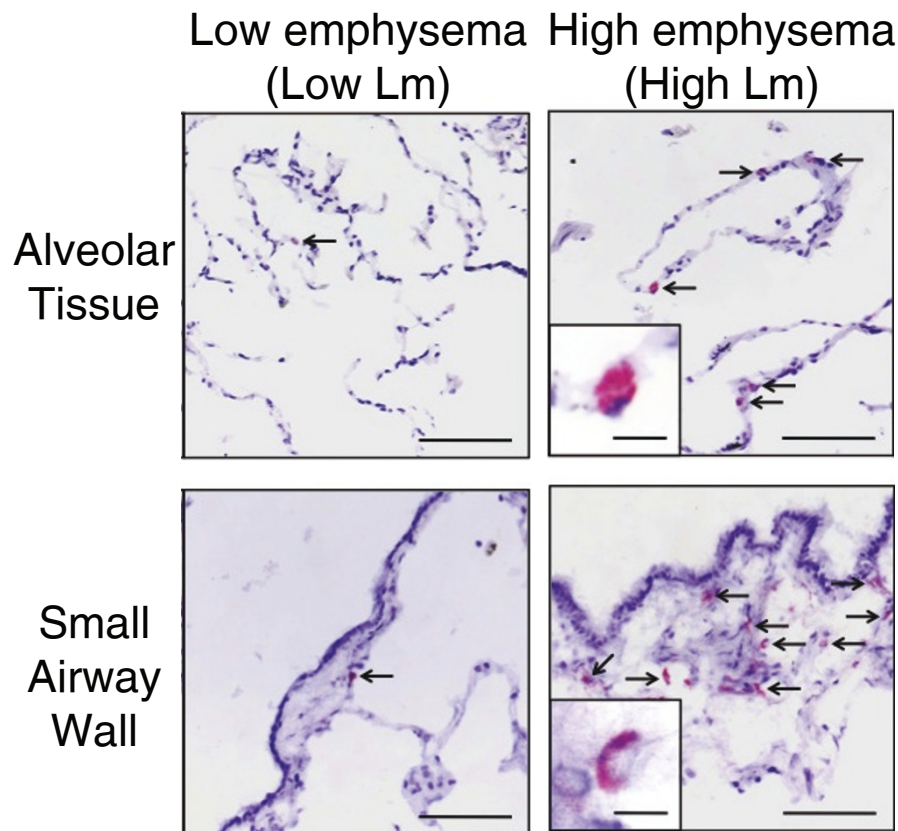 Low emphysema
(Low Lm)
High emphysema
(High Lm)
Alveolar
Tissue
Small
Airway
Wall